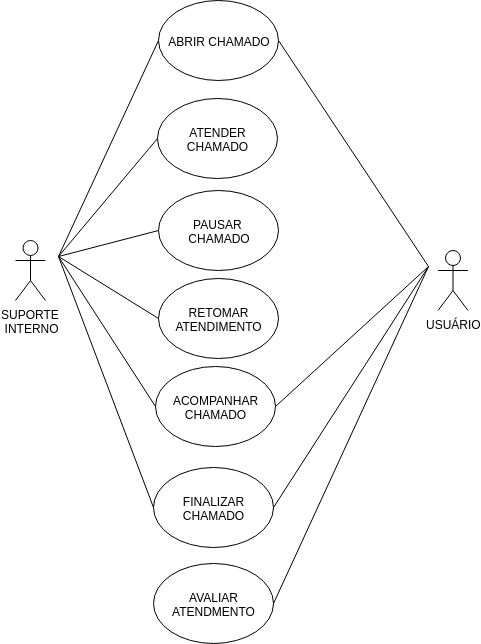 ABRIR CHAMADO
ATENDER
CHAMADO
PAUSAR
CHAMADO
RETOMAR
ATENDIMENTO
ACOMPANHAR
CHAMADO
FINALIZAR
CHAMADO
AVALIAR
ATENDMENTO
SUPORTE
INTERNO
USUÁRIO